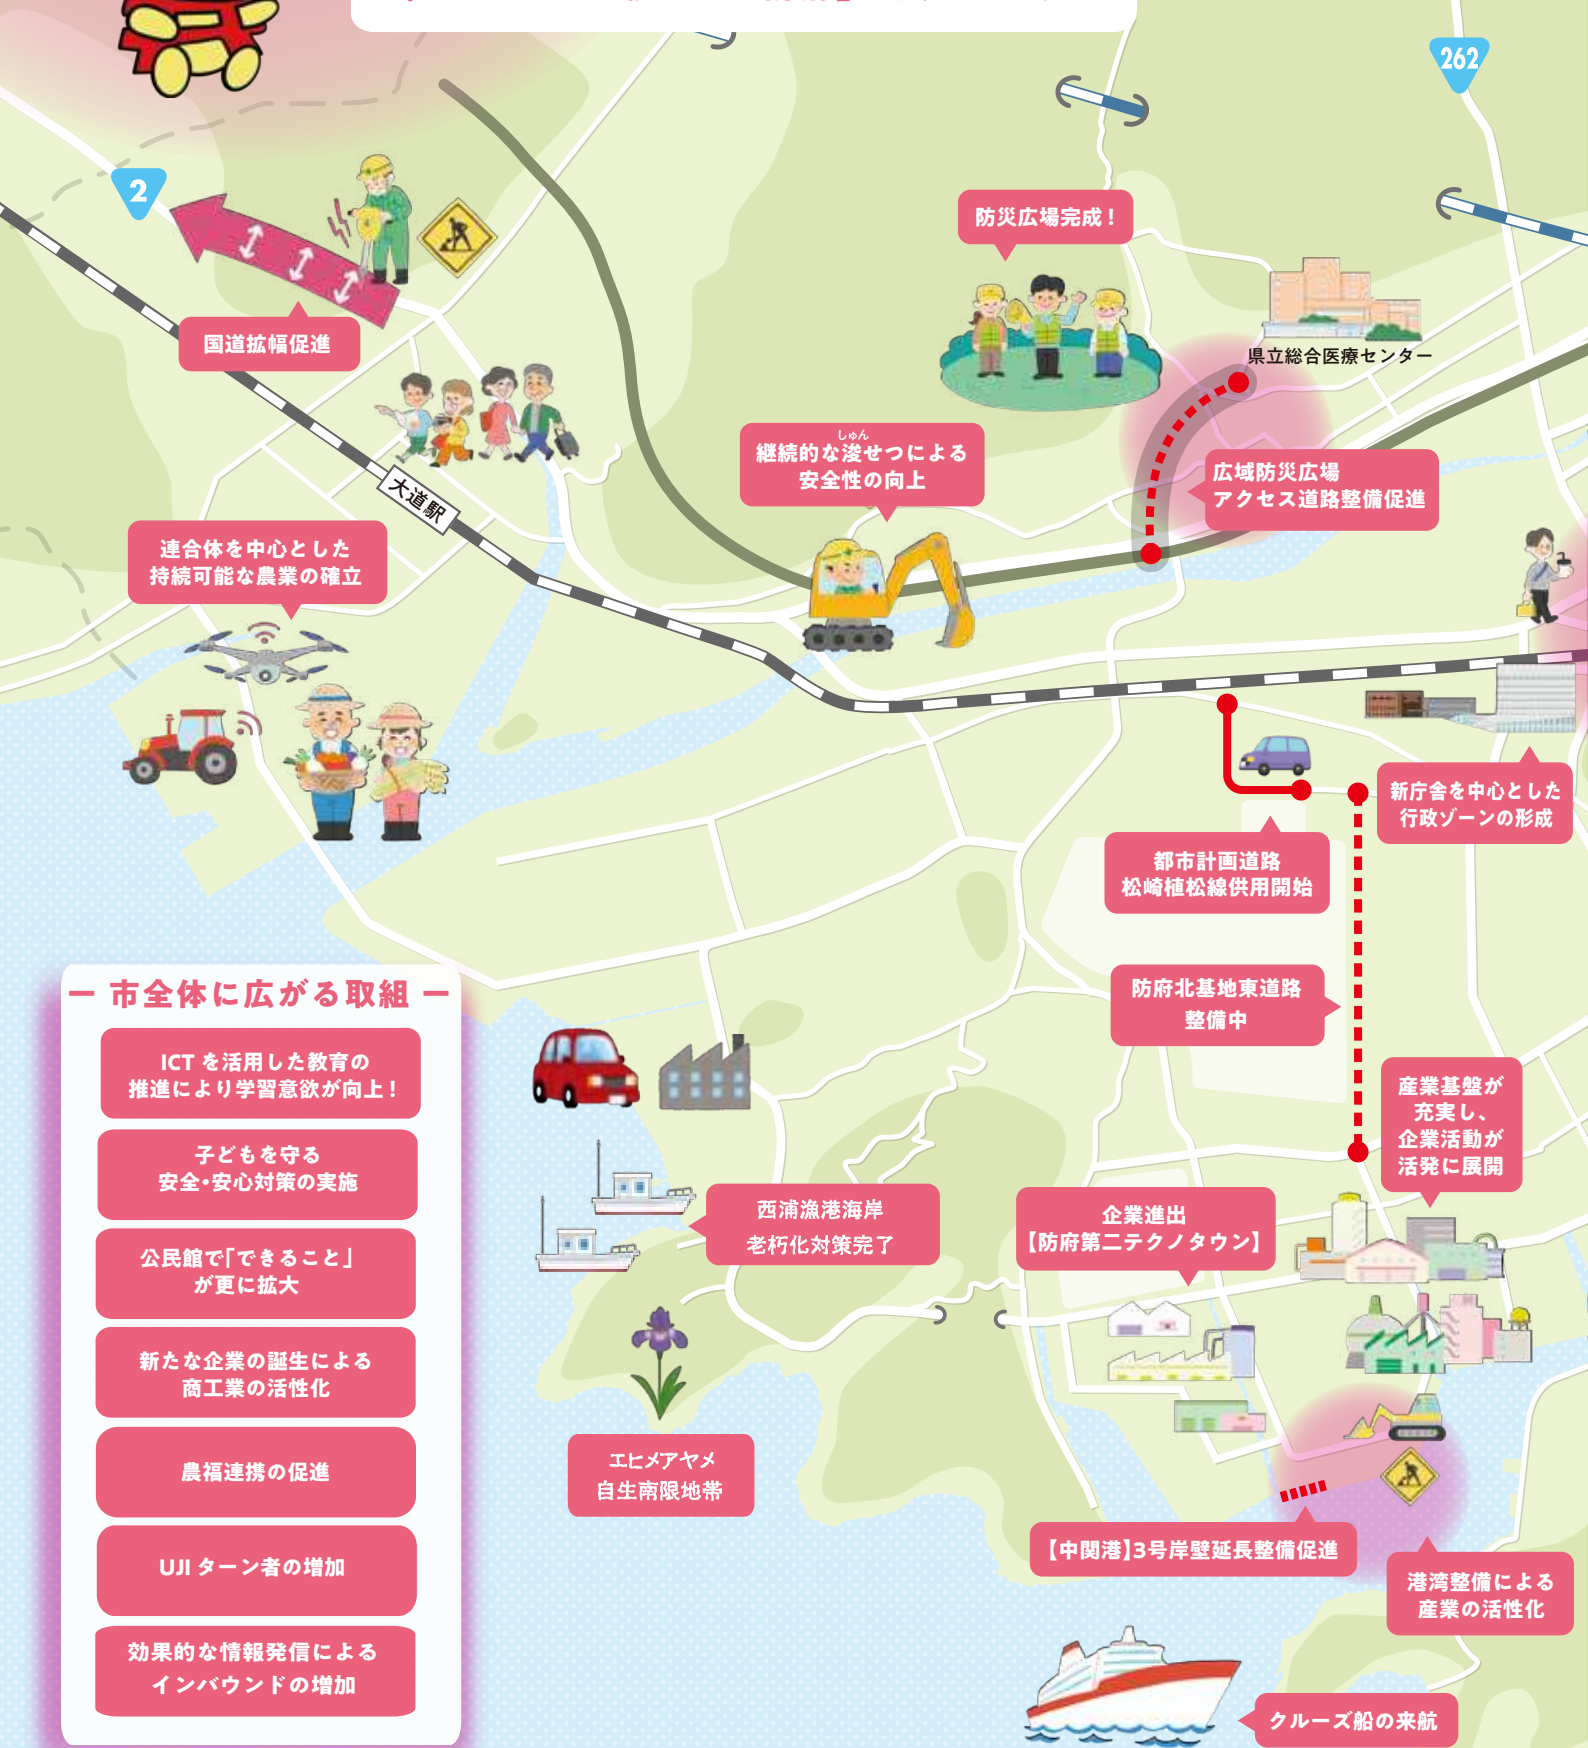 262
2
防災広場完成！
県立総合医療センター
国道拡幅促進
しゅん
継続的な浚せつによる
安全性の向上
広域防災広場
アクセス道路整備促進
大道駅
連合体を中心とした
持続可能な農業の確立
新庁舎を中心とした
行政ゾーンの形成
都市計画道路
松崎植松線供用開始
防府北基地東道路
整備中
産業基盤が
充実し、
企業活動が
活発に展開
企業進出
【防府第二テクノタウン】
西浦漁港海岸
老朽化対策完了
エヒメアヤメ
自生南限地帯
【中関港】3号岸壁延長整備促進
港湾整備による
産業の活性化
クルーズ船の来航
ー 市全体に広がる取組 ー
ICT を活用した教育の
推進により学習意欲が向上！
子どもを守る
安全・安心対策の実施
公民館で「できること」
が更に拡大
新たな企業の誕生による
商工業の活性化
農福連携の促進
UJI ターン者の増加
効果的な情報発信による
インバウンドの増加